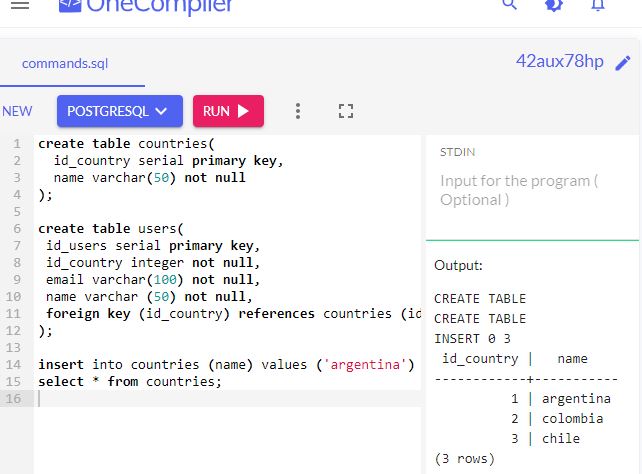 </> OneCompiler
commands.sql
42aux78hp
NEW
POSTGRESQL
RUN
1 create table countries(
2 id_country serial primary key,
3 name varchar(50) not null
4 );
5
6 create table users(
7 id_users serial primary key,
8 id_country integer not null,
9 email varchar(100) not null,
10 name varchar (50) not null,
11 foreign key (id_country) references countries (id
12 );
13
14 insert into countries (name) values ('argentina')
15 select * from countries;
16
STDIN
Input for the program (
Optional )
Output:
CREATE TABLE
CREATE TABLE
INSERT 0 3
id_country | name
------------+-----------
1 | argentina
2 | colombia
3 | chile
(3 rows)